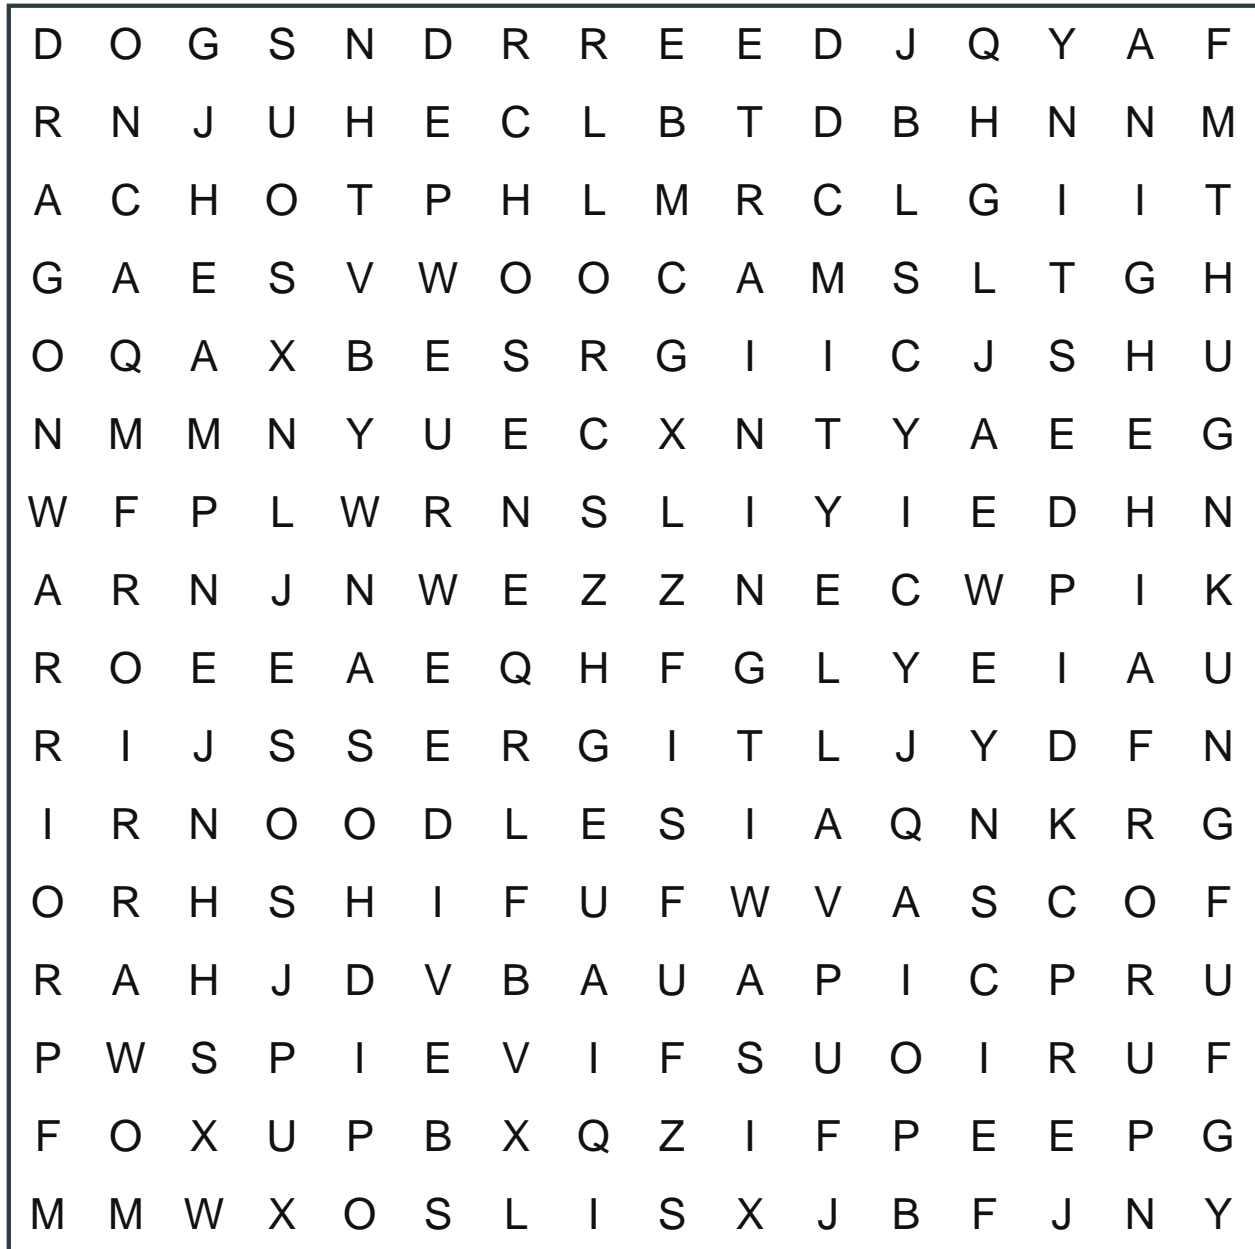 D O G S N D R R E E D J Q Y A F
R N J U H E C L B T D B H N N M
A C H O T P H L M R C L G I I T
G A E S V W O O C A M S L T G H
O Q A X B E S R G I I C J S H U
N M M N Y U E C X N T Y A E E G
W F P L W R N S L I Y I E D H N
A R N J N W E Z Z N E C W P I K
R O E E A E Q H F G L Y E I A U
R I J S S E R G I T L J Y D F N
I R N O O D L E S I A Q N K R G
O R H S H I F U F W V A S C O F
R A H J D V B A U A P I C P R U
P W S P I E V I F S U O I R U F
F O X U P B X Q Z I F P E E P G
M M W X O S L I S X J B F J N Y